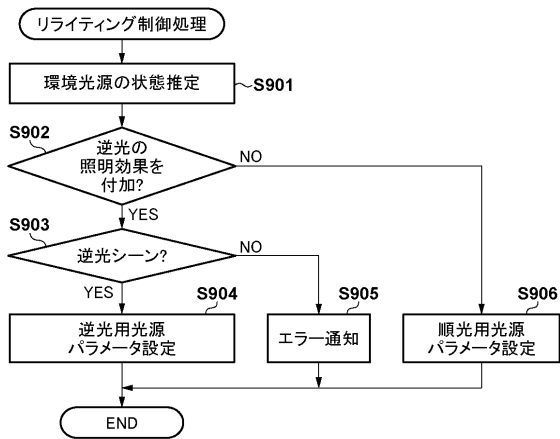 リライティング制御処理
環境光源の状態推定
S901
S902
逆光の
照明効果を
付加?
NO
YES
S903
逆光シーン?
NO
YES
S904
逆光用光源
パラメータ設定
S905
エラー通知
S906
順光用光源
パラメータ設定
END